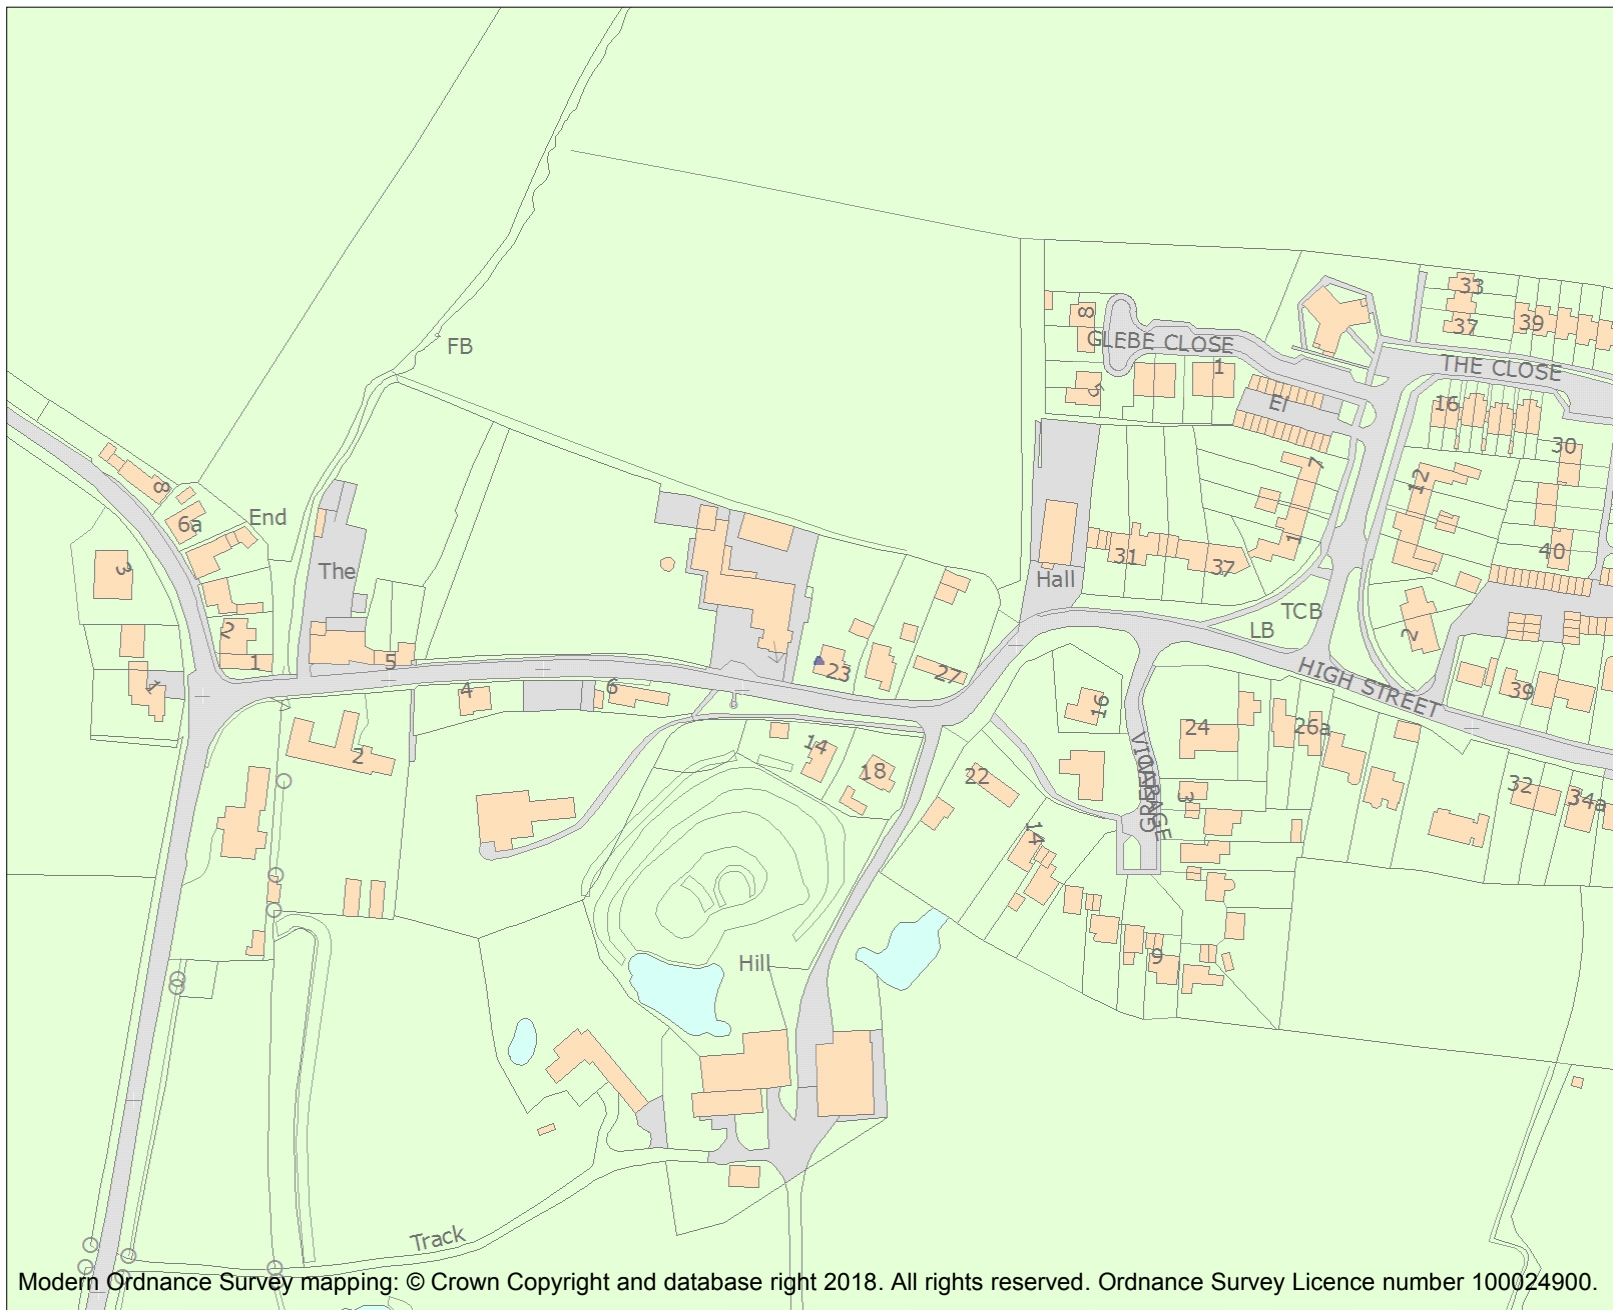 33
8
37
39
GLEBE CLOSE
FB
1
THE CLOSE
5
El
16
30
7
12
8
End
6a
1
40
31
37
3
The
Hall
TCB
LB
2
2
1
5
23
27
HIGH STREET
1
4
6
16
39
2
14
18
24
26a
22
VICARAGE
GREEN
3
32
34a
14
9
Hill
Track
Modern Ordnance Survey mapping: © Crown Copyright and database right 2018. All rights reserved. Ordnance Survey Licence number 100024900.